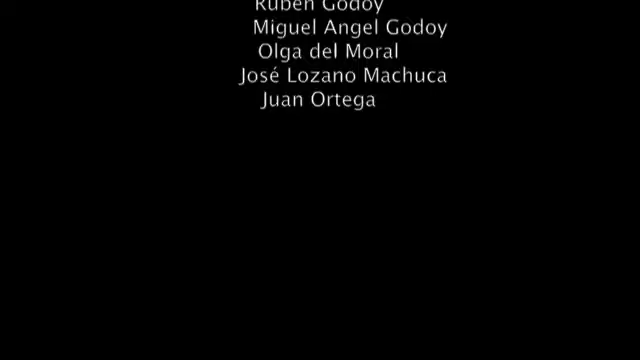 Ruben Godoy
Miguel Angel Godoy
Olga del Moral
José Lozano Machuca
Juan Ortega